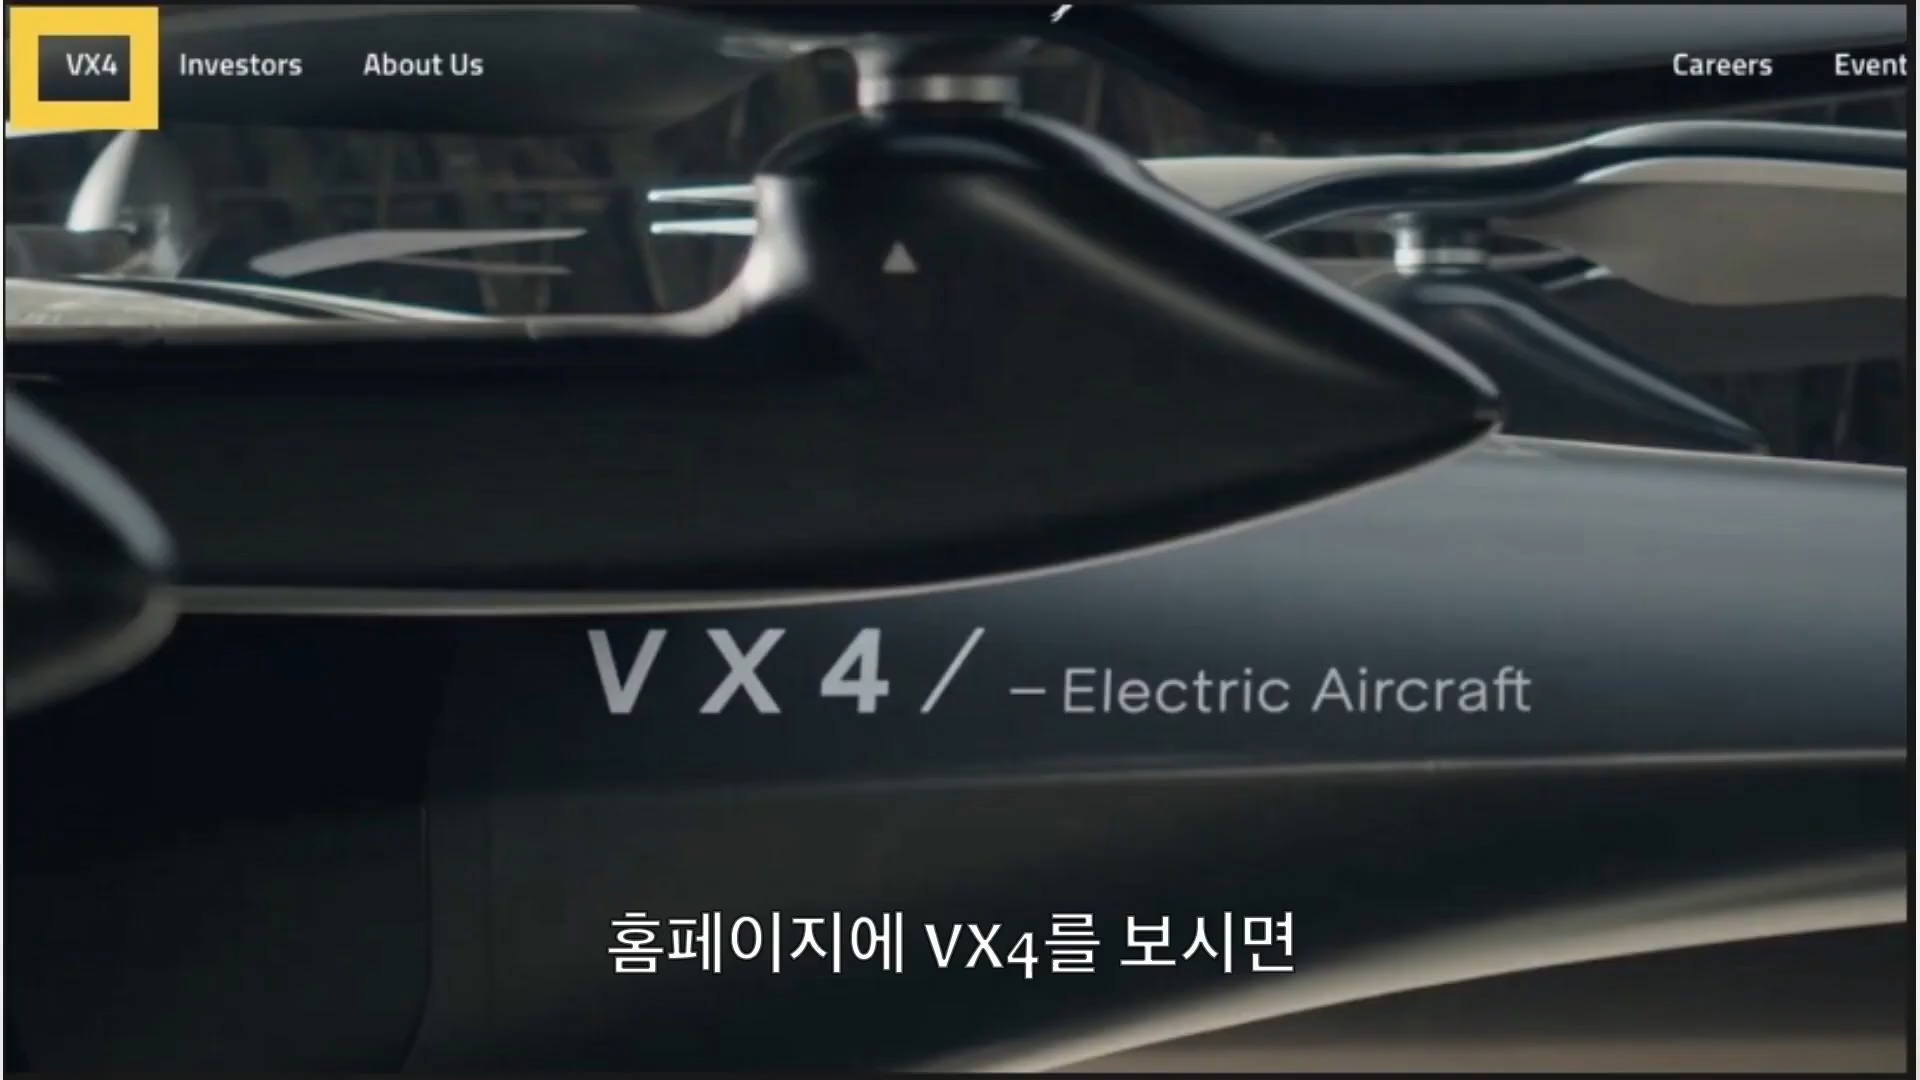 VX4 Investors About Us Careers Event
VX4/ – Electric Aircraft
홈페이지에 VX4를 보시면